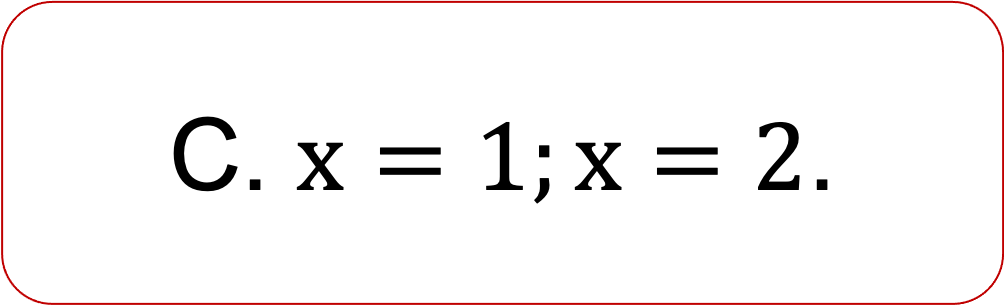 C. x = 1; x = 2.